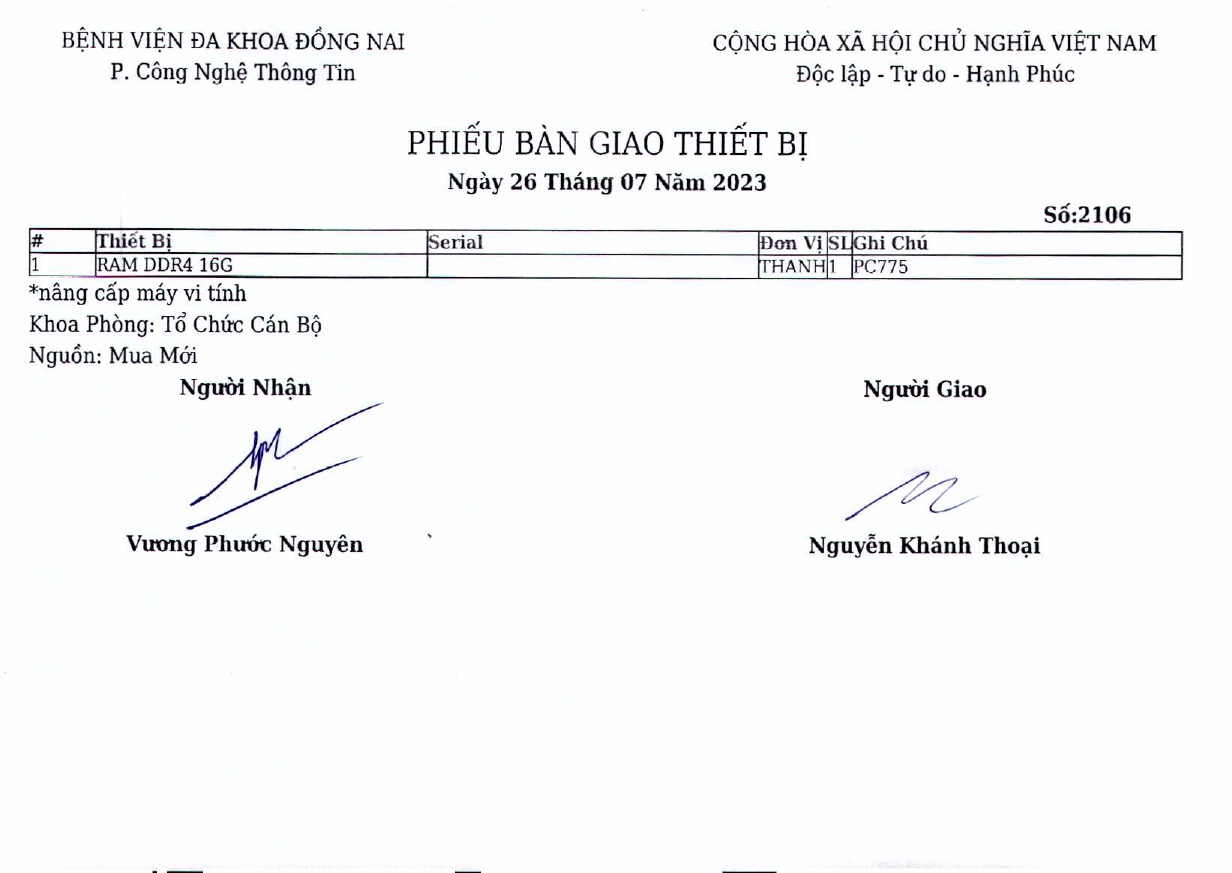 BỆNH VIỆN ĐA KHOA ĐỒNG NAI
P. Công Nghệ Thông Tin
CỘNG HÒA XÃ HỘI CHỦ NGHĨA VIỆT NAM
Độc lập - Tự do - Hạnh Phúc
PHIẾU BÀN GIAO THIẾT BỊ
Ngày 26 Tháng 07 Năm 2023
Số:2106
# Thiết Bị Serial Đơn Vị SL Ghi Chú
1 RAM DDR4 16G THANH 1 PC775
*nâng cấp máy vi tính
Khoa Phòng: Tổ Chức Cán Bộ
Nguồn: Mua Mới
Người Nhận Người Giao
Vương Phước Nguyên Nguyễn Khánh Thoại